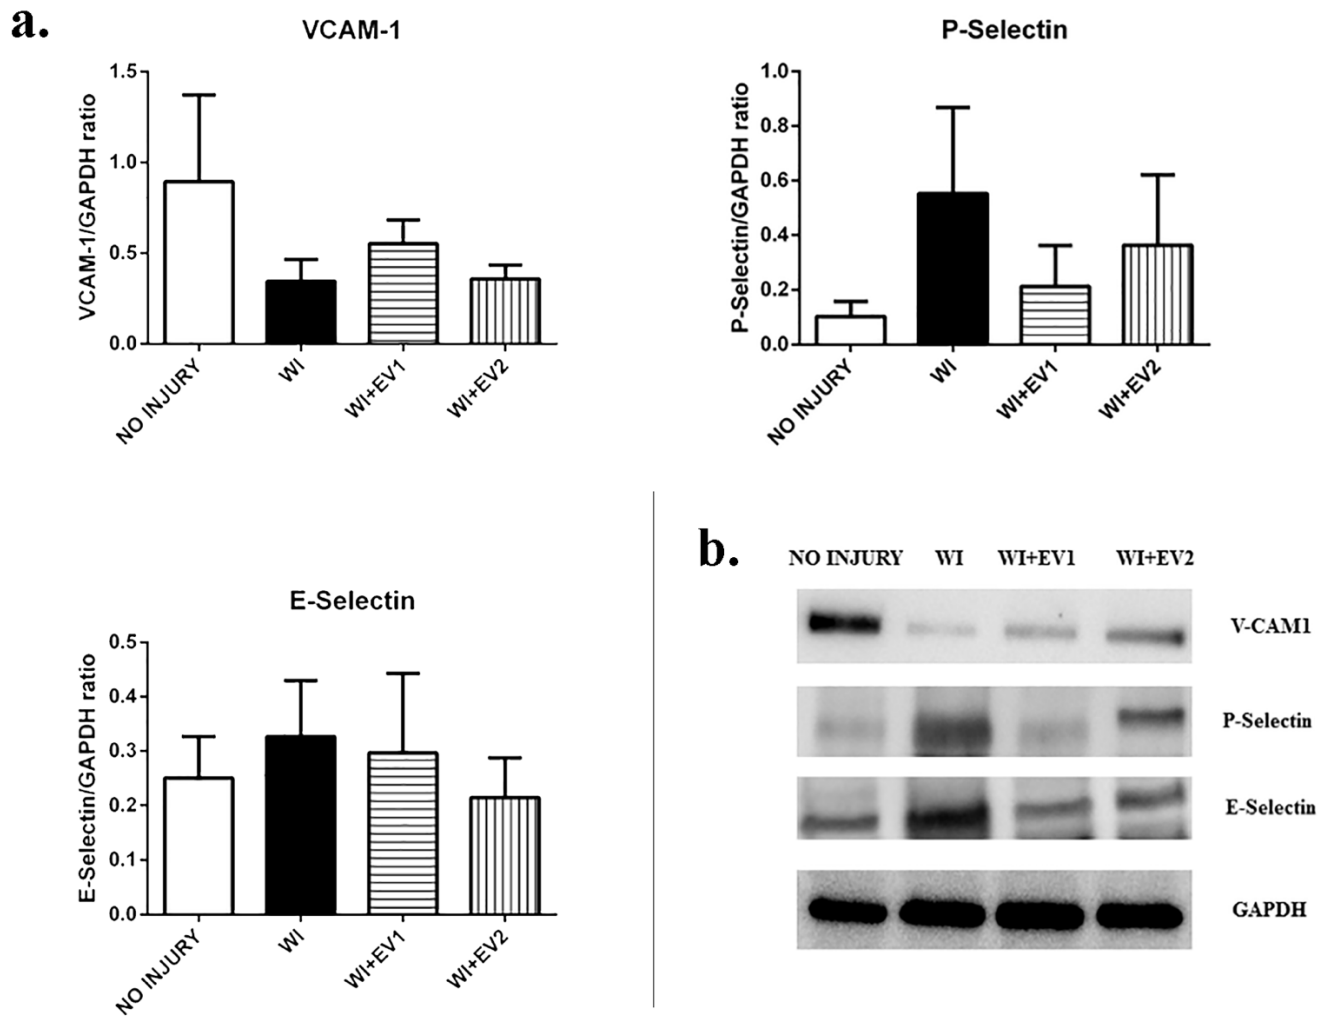 a.
VCAM-1
VCAM-1/GAPDH ratio
1.5
1.0
0.5
0.0
NO INJURY
WI
WI+EV1
WI+EV2
P-Selectin
P-Selectin/GAPDH ratio
1.0
0.8
0.6
0.4
0.2
0.0
NO INJURY
WI
WI+EV1
WI+EV2
E-Selectin
E-Selectin/GAPDH ratio
0.5
0.4
0.3
0.2
0.1
0.0
NO INJURY
WI
WI+EV1
WI+EV2
b.
NO INJURY WI WI+EV1 WI+EV2
V-CAM1
P-Selectin
E-Selectin
GAPDH